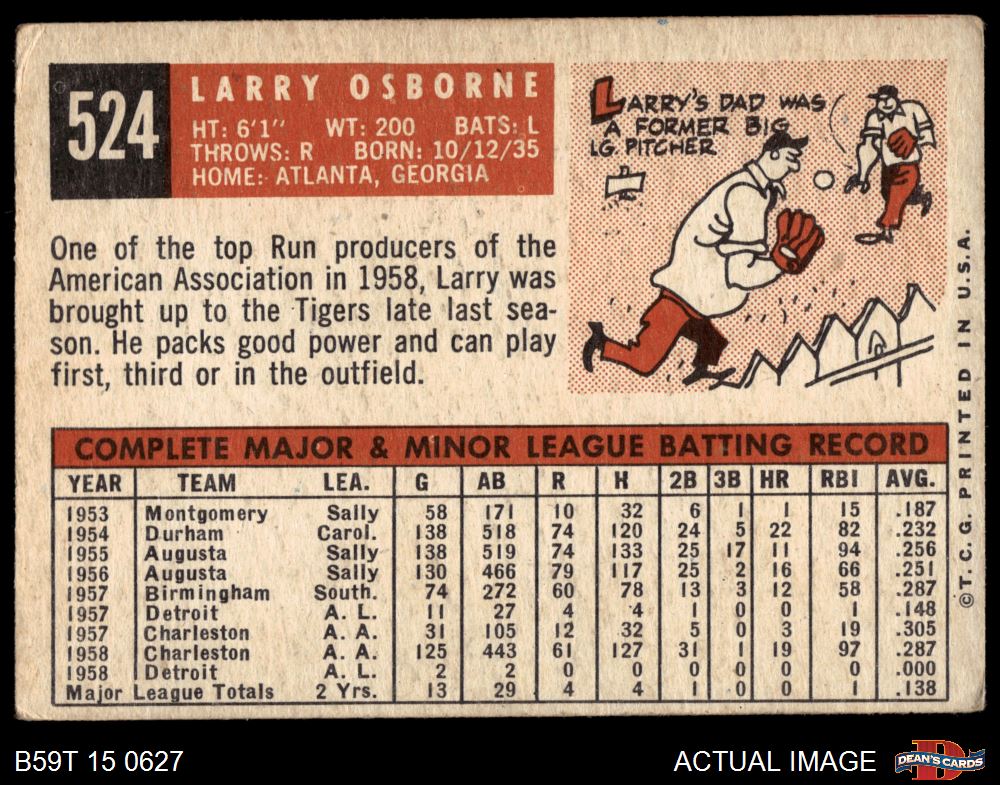 524
LARRY OSBORNE
HT: 6'1" WT: 200 BATS: L
THROWS: R BORN: 10/12/35
HOME: ATLANTA, GEORGIA
LARRY'S DAD WAS
A FORMER BIG
LG. PITCHER
One of the top Run producers of the
American Association in 1958, Larry was
brought up to the Tigers late last sea-
son. He packs good power and can play
first, third or in the outfield.
COMPLETE MAJOR & MINOR LEAGUE BATTING RECORD
YEAR TEAM LEA. G AB R H 2B 3B HR RBI AVG.
1953 Montgomery Sally 58 171 10 32 6 1 1 15 .187
1954 Durham Carol. 138 518 74 120 24 5 22 82 .232
1955 Augusta Sally 138 519 74 133 25 17 11 94 .256
1956 Augusta Sally 130 466 79 117 25 2 16 66 .251
1957 Birmingham South. 74 272 60 78 13 3 12 58 .287
1957 Detroit A. L. 11 27 4 4 1 0 0 1 .148
1957 Charleston A. A. 31 105 12 32 5 0 3 19 .305
1958 Charleston A. A. 125 443 61 127 31 1 19 97 .287
1958 Detroit A. L. 2 2 0 0 0 0 0 0 .000
Major League Totals 2 Yrs. 13 29 4 4 1 0 0 1 .138
©T.C.G. PRINTED IN U.S.A.
B59T 15 0627
ACTUAL IMAGE
DEAN'S CARDS